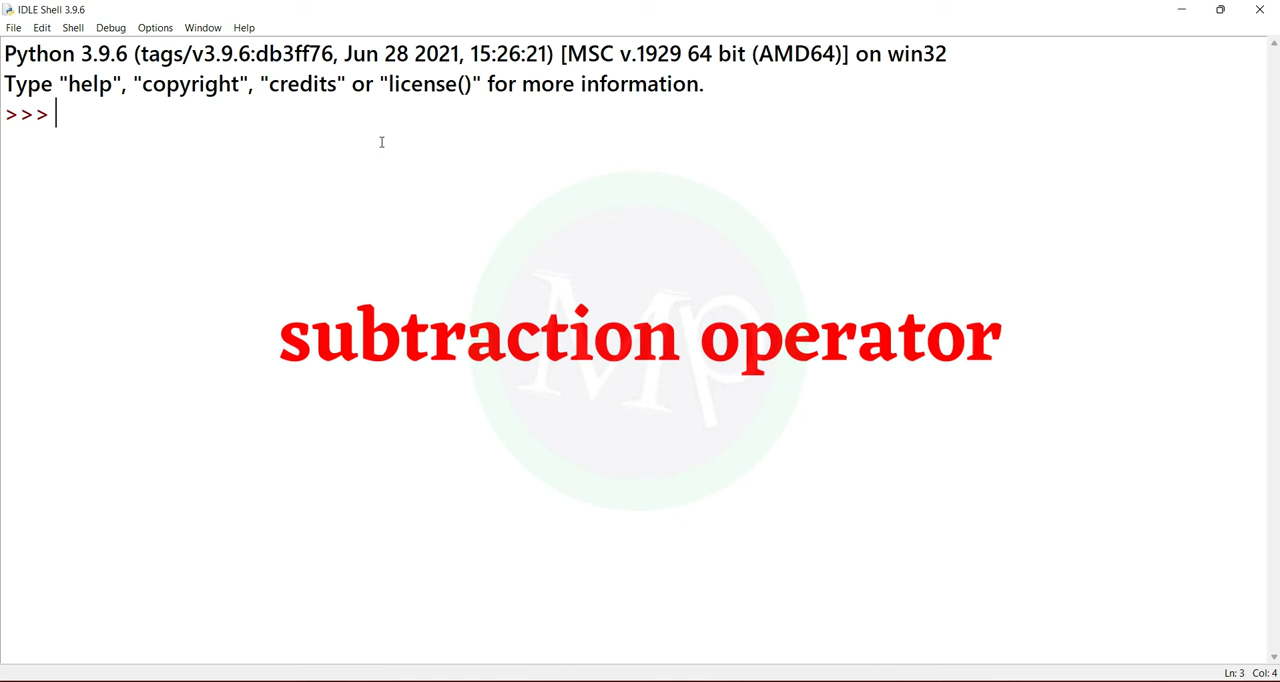 IDLE Shell 3.9.6
File Edit Shell Debug Options Window Help
Python 3.9.6 (tags/v3.9.6:db3ff76, Jun 28 2021, 15:26:21) [MSC v.1929 64 bit (AMD64)] on win32
Type "help", "copyright", "credits" or "license()" for more information.
>>>
subtraction operator
Mp
Ln: 3 Col: 4